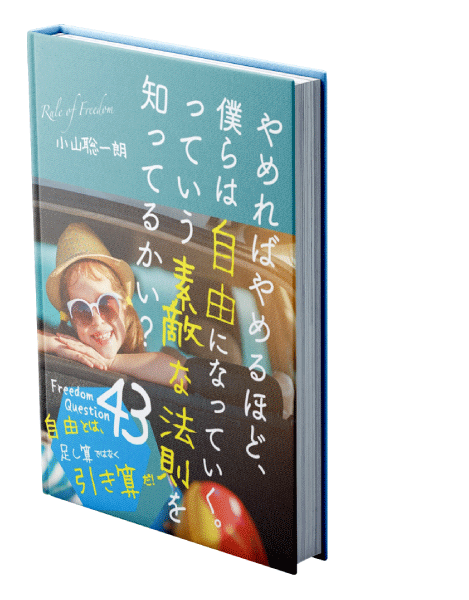 やめればやめるほど、
僕らは自由になっていく。
っていう素敵な法則を
知ってるかい？
Rule of Freedom
小山聡一朗
Freedom
Question
43
自由とは、
足し算ではなく
引き算だ！